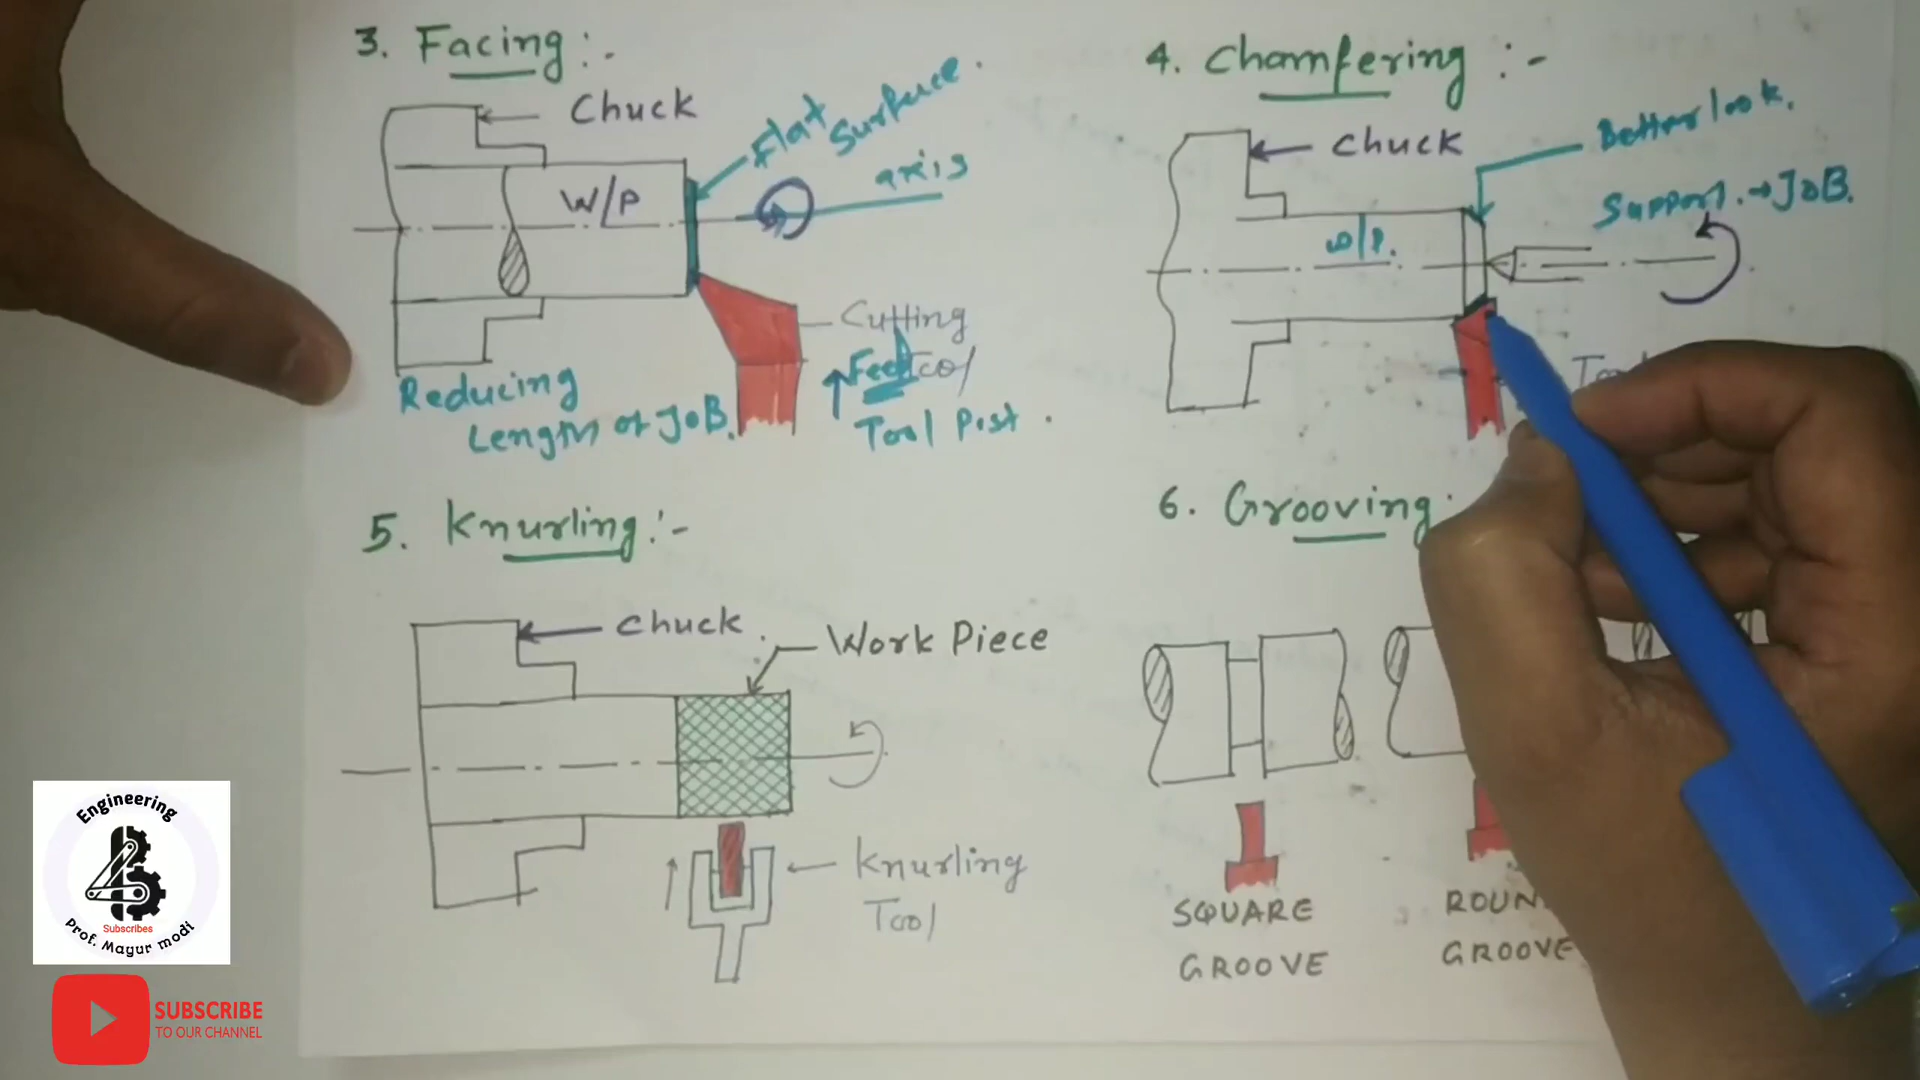 3. Facing :-
Chuck
Flat Surface.
axis
W/P
Cutting
Tool
Feed
Tool Post.
Reducing
Length of JOB.
4. Chamfering :-
Chuck
Better look.
Support. → JOB.
W/P.
5. Knurling :-
Chuck.
Work Piece
Knurling
Tool
6. Grooving
SQUARE
GROOVE
GROOVE
Engineering
Subscribes
Prof. Mayur modi
SUBSCRIBE
TO OUR CHANNEL